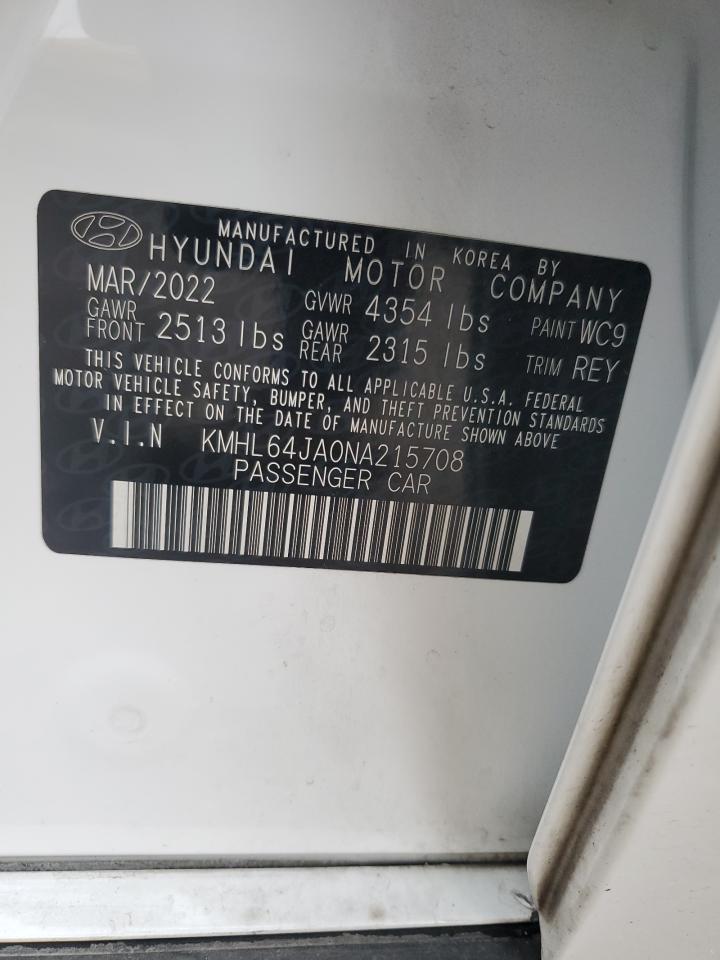 MANUFACTURED IN KOREA BY
HYUNDAI MOTOR COMPANY
MAR/2022 GVWR 4354 lbs PAINT WC9
GAWR FRONT 2513 lbs GAWR REAR 2315 lbs TRIM REY
THIS VEHICLE CONFORMS TO ALL APPLICABLE U.S.A. FEDERAL
MOTOR VEHICLE SAFETY, BUMPER, AND THEFT PREVENTION STANDARDS
IN EFFECT ON THE DATE OF MANUFACTURE SHOWN ABOVE
V.I.N KMHL64JA0NA215708
PASSENGER CAR